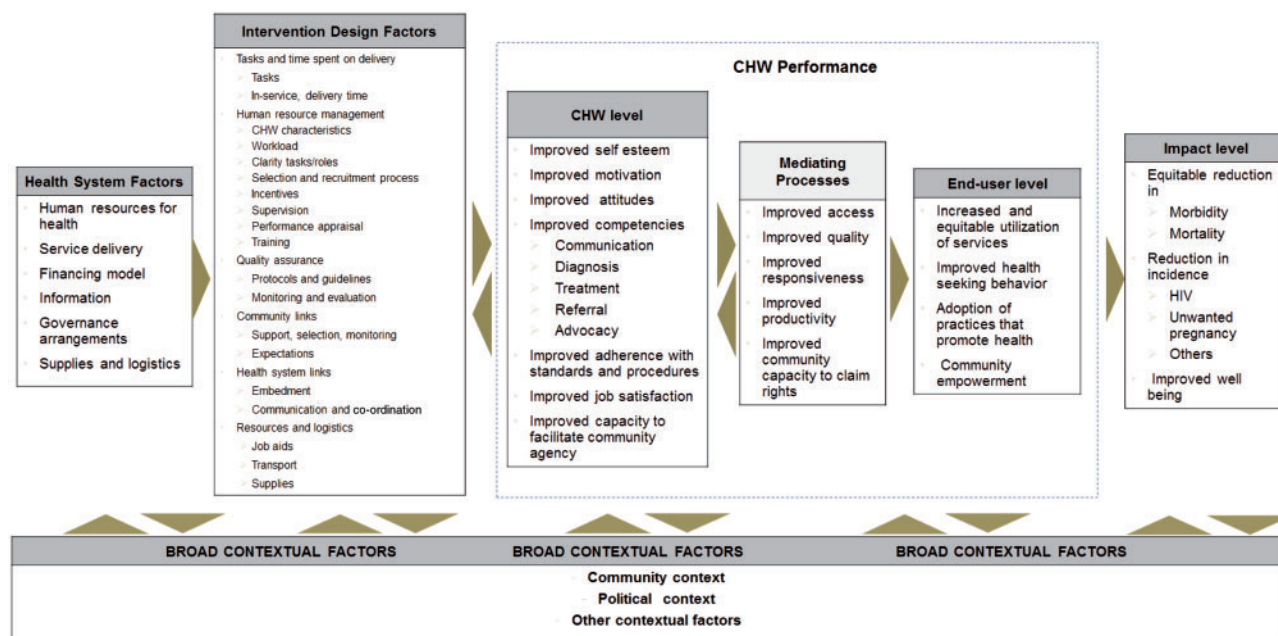 Health System Factors
Human resources for
health
Service delivery
Financing model
Information
Governance
arrangements
Supplies and logistics
Intervention Design Factors
Tasks and time spent on delivery
Tasks
In-service, delivery time
Human resource management
CHW characteristics
Workload
Clarity tasks/roles
Selection and recruitment process
Incentives
Supervision
Performance appraisal
Training
Quality assurance
Protocols and guidelines
Monitoring and evaluation
Community links
Support, selection, monitoring
Expectations
Health system links
Embedment
Communication and co-ordination
Resources and logistics
Job aids
Transport
Supplies
CHW Performance
CHW level
Improved self esteem
Improved motivation
Improved attitudes
Improved competencies
Communication
Diagnosis
Treatment
Referral
Advocacy
Improved adherence with
standards and procedures
Improved job satisfaction
Improved capacity to
facilitate community
agency
Mediating
Processes
Improved access
Improved quality
Improved
responsiveness
Improved
productivity
Improved
community
capacity to claim
rights
End-user level
Increased and
equitable utilization
of services
Improved health
seeking behavior
Adoption of
practices that
promote health
Community
empowerment
Impact level
Equitable reduction
in
Morbidity
Mortality
Reduction in
incidence
HIV
Unwanted
pregnancy
Others
Improved well
being
BROAD CONTEXTUAL FACTORS BROAD CONTEXTUAL FACTORS BROAD CONTEXTUAL FACTORS
Community context
Political context
Other contextual factors